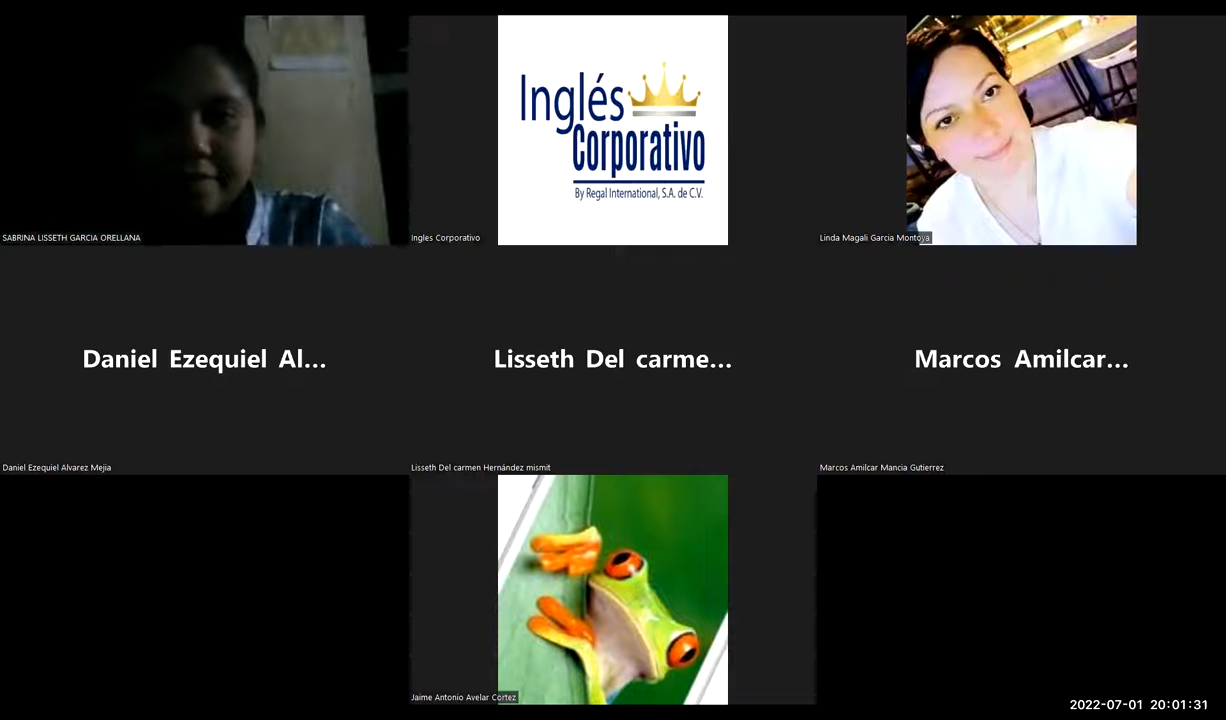 Inglés
Corporativo
By Regal International, S.A. de C.V.
SABRINA LISSETH GARCIA ORELLANA
Ingles Corporativo
Linda Magali Garcia Montoya
Daniel Ezequiel Al...
Lisseth Del carme...
Marcos Amilcar...
Daniel Ezequiel Alvarez Mejia
Lisseth Del carmen Hernández mismit
Marcos Amilcar Mancia Gutierrez
Jaime Antonio Avelar Cortez
2022-07-01 20:01:31